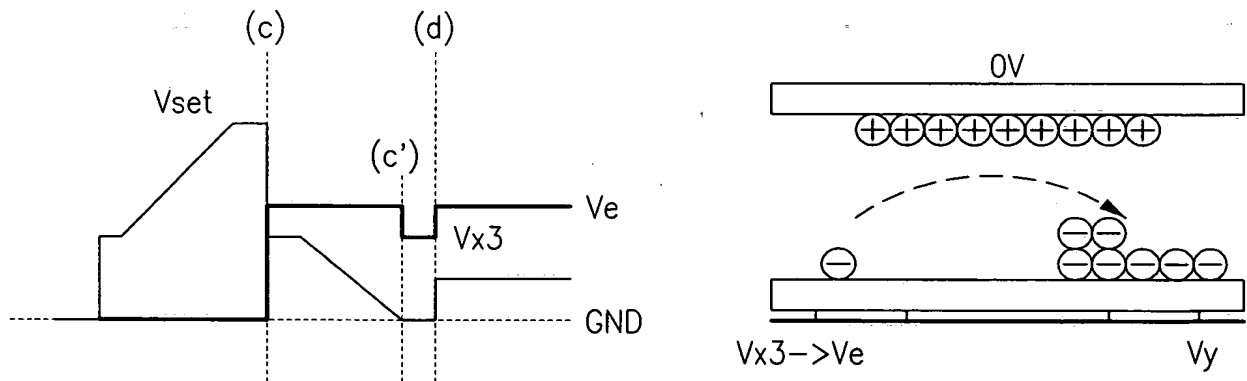 (c)
(d)
Vset
(c')
Ve
Vx3
GND
0V
+ + + + + + + + +
− −
− − − − − −
Vx3->Ve
Vy